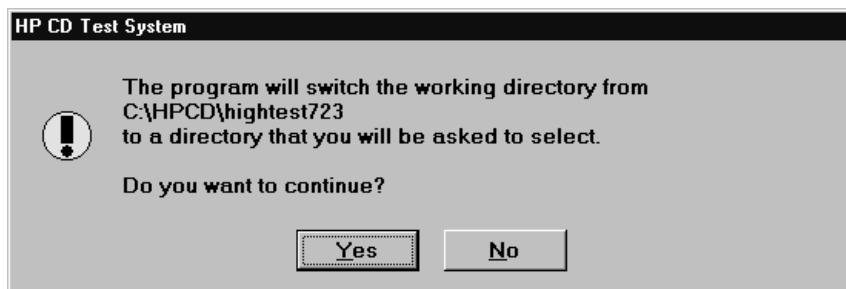 HP CD Test System
The program will switch the working directory from
C:\HPCD\hightest723
to a directory that you will be asked to select.
Do you want to continue?
Yes No